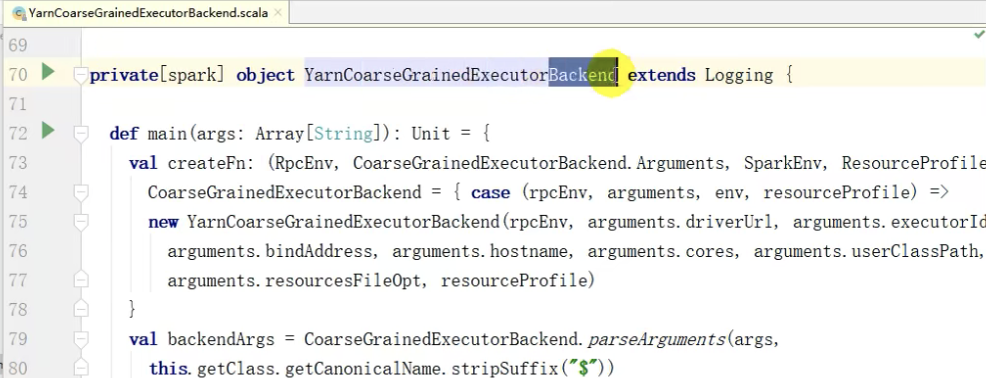 YarnCoarseGrainedExecutorBackend.scala
69
70 private[spark] object YarnCoarseGrainedExecutorBackend extends Logging {
71
72 def main(args: Array[String]): Unit = {
73 val createFn: (RpcEnv, CoarseGrainedExecutorBackend.Arguments, SparkEnv, ResourceProfile
74 CoarseGrainedExecutorBackend = { case (rpcEnv, arguments, env, resourceProfile) =>
75 new YarnCoarseGrainedExecutorBackend(rpcEnv, arguments.driverUrl, arguments.executorId
76 arguments.bindAddress, arguments.hostname, arguments.cores, arguments.userClassPath,
77 arguments.resourcesFileOpt, resourceProfile)
78 }
79 val backendArgs = CoarseGrainedExecutorBackend.parseArguments(args,
80 this.getClass.getCanonicalName.stripSuffix("$"))